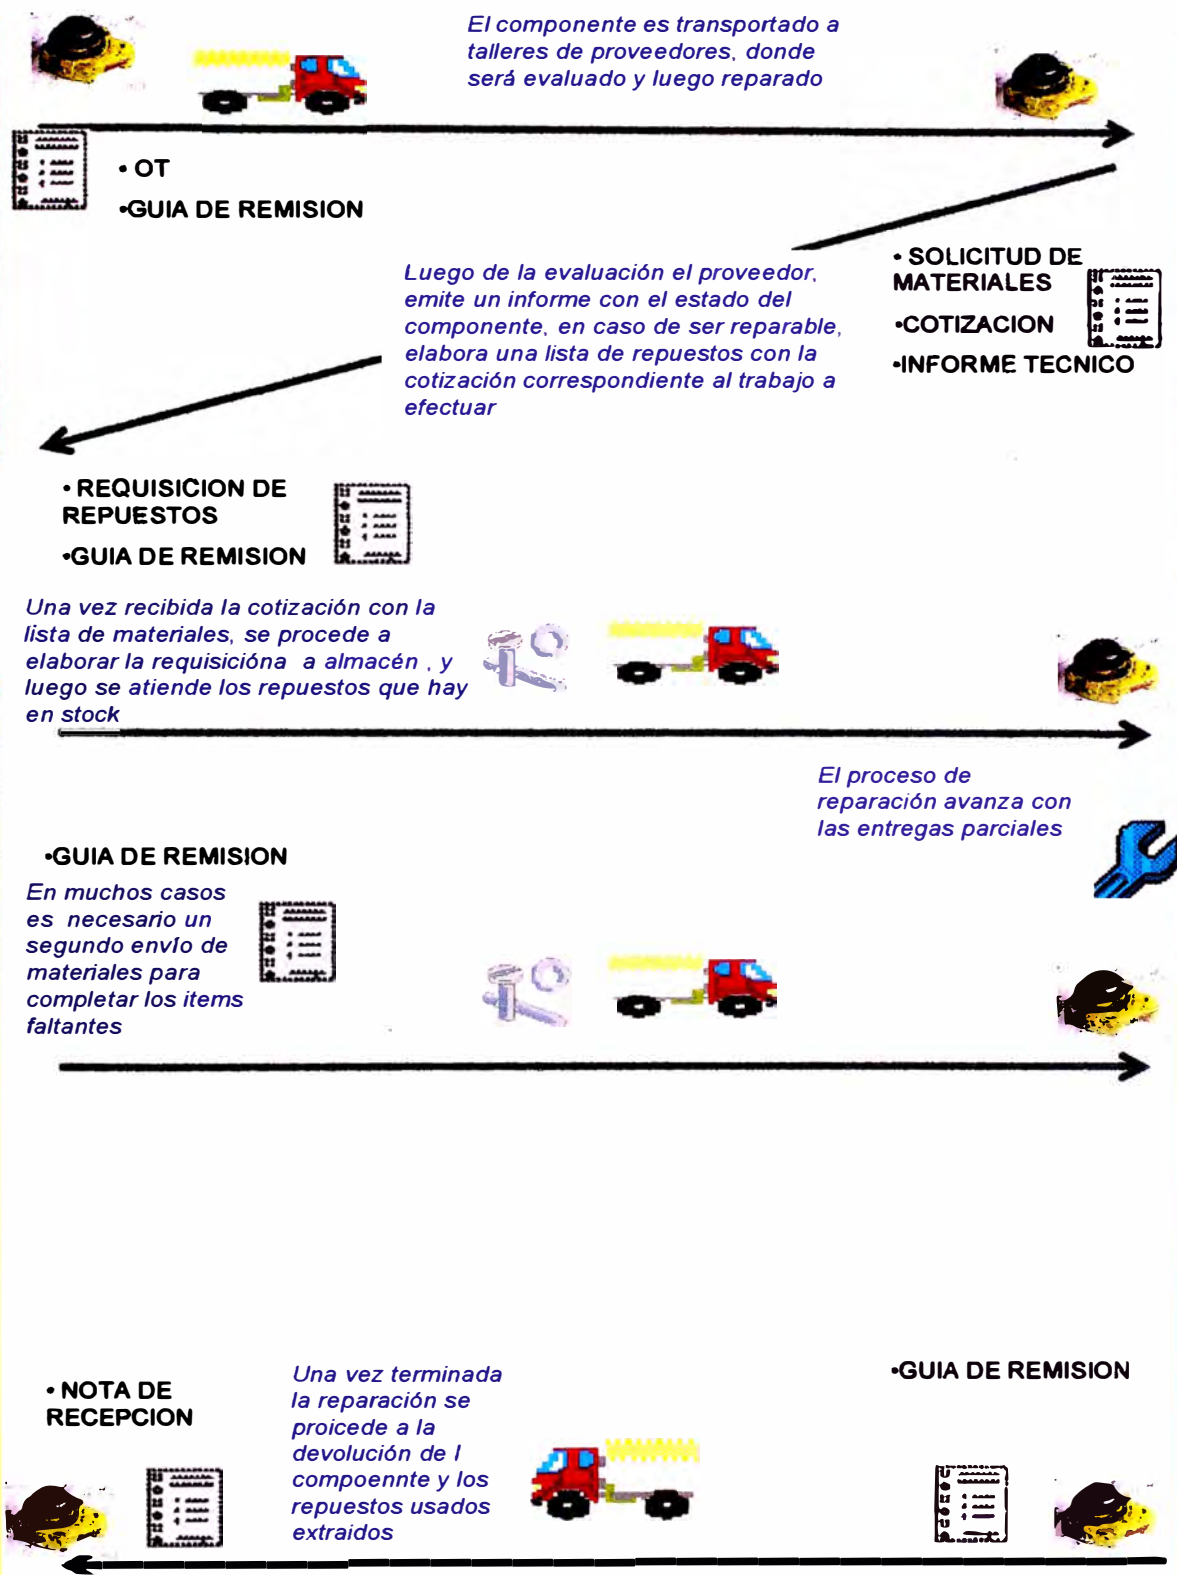 El componente es transportado a
talleres de proveedores, donde
será evaluado y luego reparado
• OT
•GUIA DE REMISION
• SOLICITUD DE
MATERIALES
•COTIZACION
•INFORME TECNICO
Luego de la evaluación el proveedor,
emite un informe con el estado del
componente, en caso de ser reparable,
elabora una lista de repuestos con la
cotización correspondiente al trabajo a
efectuar
• REQUISICION DE
REPUESTOS
•GUIA DE REMISION
Una vez recibida la cotización con la
lista de materiales, se procede a
elaborar la requisicióna a almacén , y
luego se atiende los repuestos que hay
en stock
El proceso de
reparación avanza con
las entregas parciales
•GUIA DE REMISION
En muchos casos
es necesario un
segundo envío de
materiales para
completar los items
faltantes
•GUIA DE REMISION
• NOTA DE
RECEPCION
Una vez terminada
la reparación se
proicede a la
devolución de l
compoennte y los
repuestos usados
extraidos